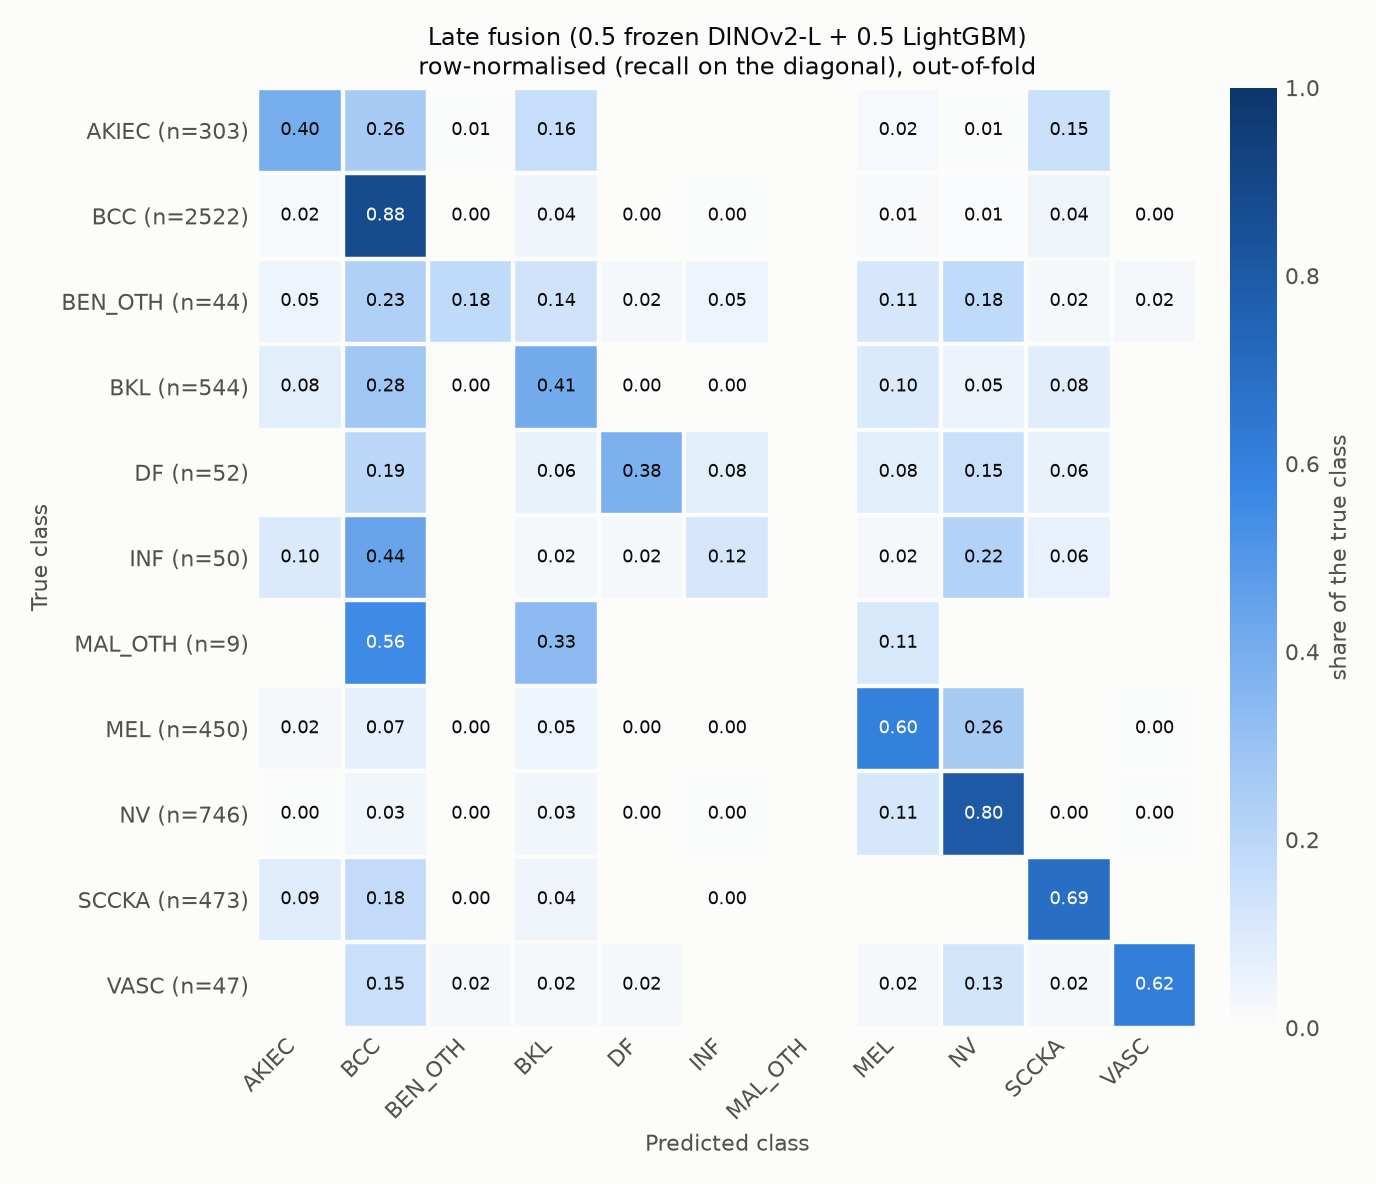 Late fusion (0.5 frozen DINOv2-L + 0.5 LightGBM)
row-normalised (recall on the diagonal), out-of-fold
AKIEC (n=303) 0.40 0.26 0.01 0.16 0.02 0.01 0.15
BCC (n=2522) 0.02 0.88 0.00 0.04 0.00 0.00 0.01 0.01 0.04 0.00
BEN_OTH (n=44) 0.05 0.23 0.18 0.14 0.02 0.05 0.11 0.18 0.02 0.02
BKL (n=544) 0.08 0.28 0.00 0.41 0.00 0.00 0.10 0.05 0.08
DF (n=52) 0.19 0.06 0.38 0.08 0.08 0.15 0.06
INF (n=50) 0.10 0.44 0.02 0.02 0.12 0.02 0.22 0.06
MAL_OTH (n=9) 0.56 0.33 0.11
MEL (n=450) 0.02 0.07 0.00 0.05 0.00 0.00 0.60 0.26 0.00
NV (n=746) 0.00 0.03 0.00 0.03 0.00 0.00 0.11 0.80 0.00 0.00
SCCKA (n=473) 0.09 0.18 0.00 0.04 0.00 0.69
VASC (n=47) 0.15 0.02 0.02 0.02 0.02 0.13 0.02 0.62
AKIEC BCC BEN_OTH BKL DF INF MAL_OTH MEL NV SCCKA VASC
Predicted class
True class
1.0
0.8
0.6
0.4
0.2
0.0
share of the true class